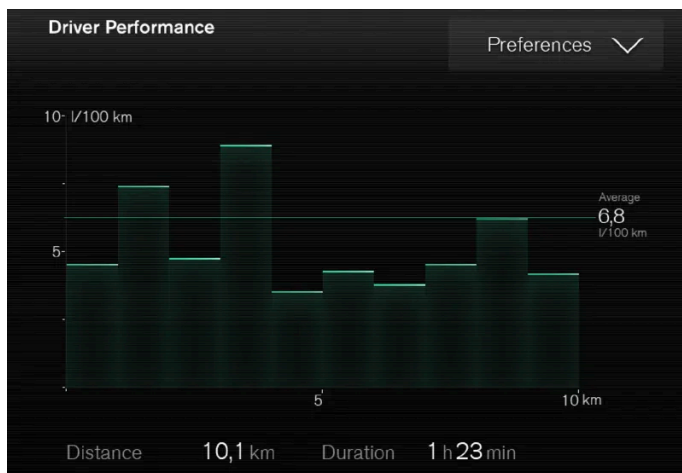 Driver Performance
Preferences
10
l/100 km
Average
6,8
l/100 km
5
5
10 km
Distance 10,1 km Duration 1 h 23 min